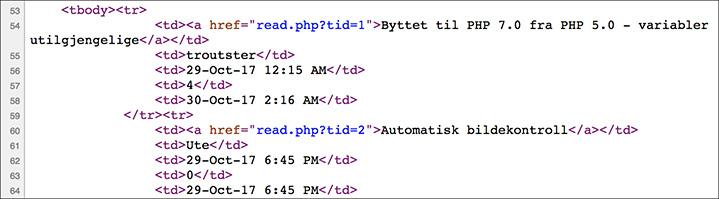 53 <tbody><tr>
54 <td><a href="read.php?tid=1">Byttet til PHP 7.0 fra PHP 5.0 - variabler
utilgjengelige</a></td>
55 <td>troutster</td>
56 <td>29-Oct-17 12:15 AM</td>
57 <td>4</td>
58 <td>30-Oct-17 2:16 AM</td>
59 </tr><tr>
60 <td><a href="read.php?tid=2">Automatisk bildekontroll</a></td>
61 <td>Ute</td>
62 <td>29-Oct-17 6:45 PM</td>
63 <td>0</td>
64 <td>29-Oct-17 6:45 PM</td>